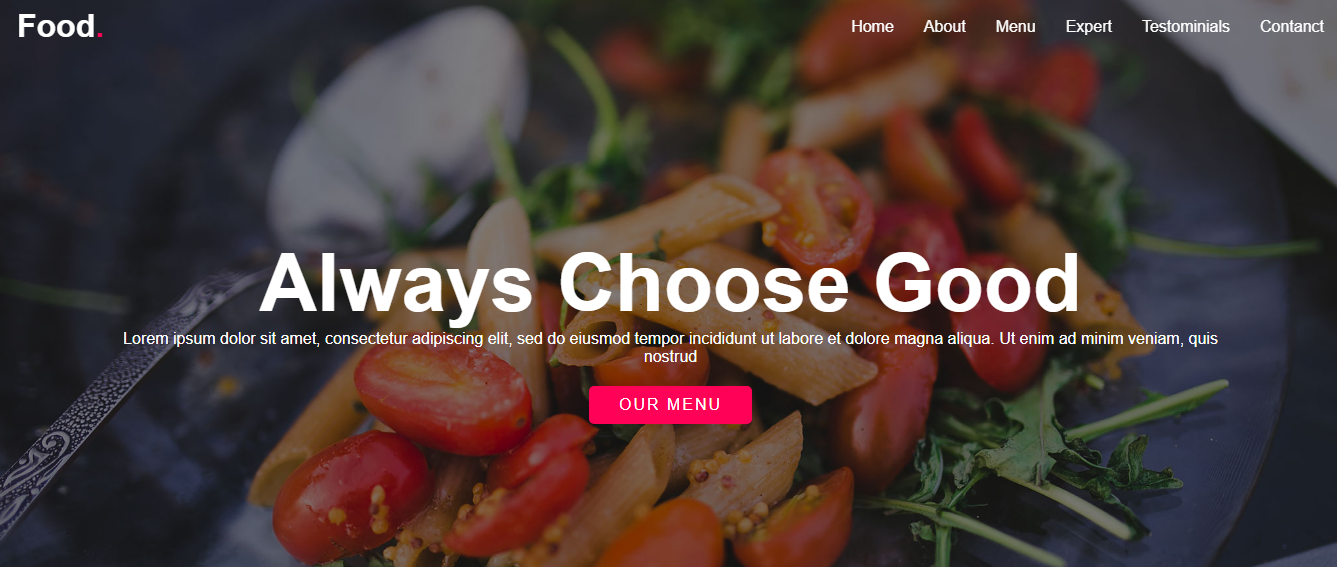 Food.
Home About Menu Expert Testominials Contanct
Always Choose Good
Lorem ipsum dolor sit amet, consectetur adipiscing elit, sed do eiusmod tempor incididunt ut labore et dolore magna aliqua. Ut enim ad minim veniam, quis
nostrud
OUR MENU